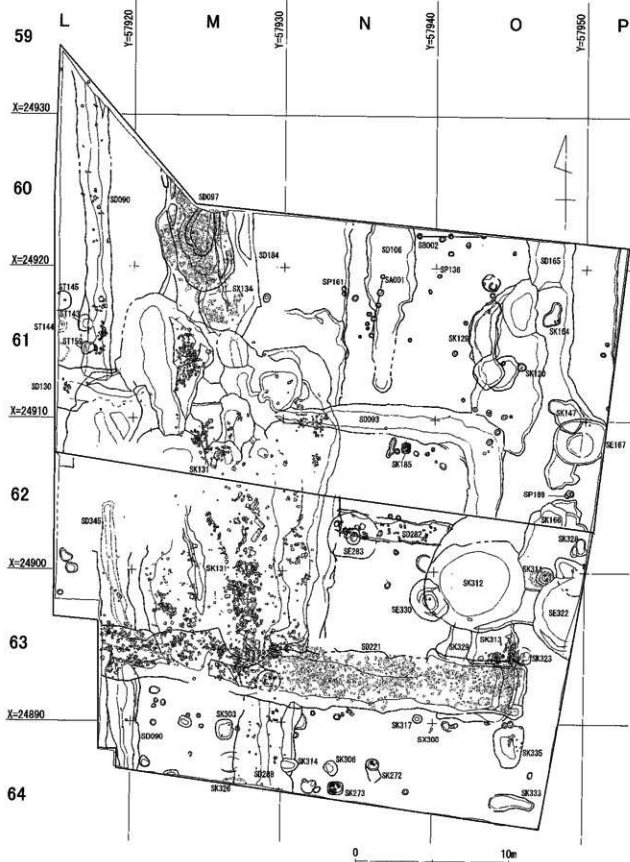 L M N O P
Y=57920 Y=57930 Y=57940 Y=57950
59
X=24930
60
SD097
SD090
SD184
SD106
SB002
SD165
X=24920
SP136
SX134
SP161
SA001
ST145
ST143
SK164
ST144
SK129
61
ST155
SK130
SD130
SK147
X=24910
SD093
SE167
SK185
SK131
62
SP189
SD345
SD282
SK166
SK328
SE283
X=24900
SK13
SK312
SK311
SE330
SE322
63
SK313
SD221
SK329
SK323
X=24890
SK303
SK317
SX300
SD090
SK335
SK314
SK306
SK272
SD288
SK326
SK273
SK333
64
0 10m